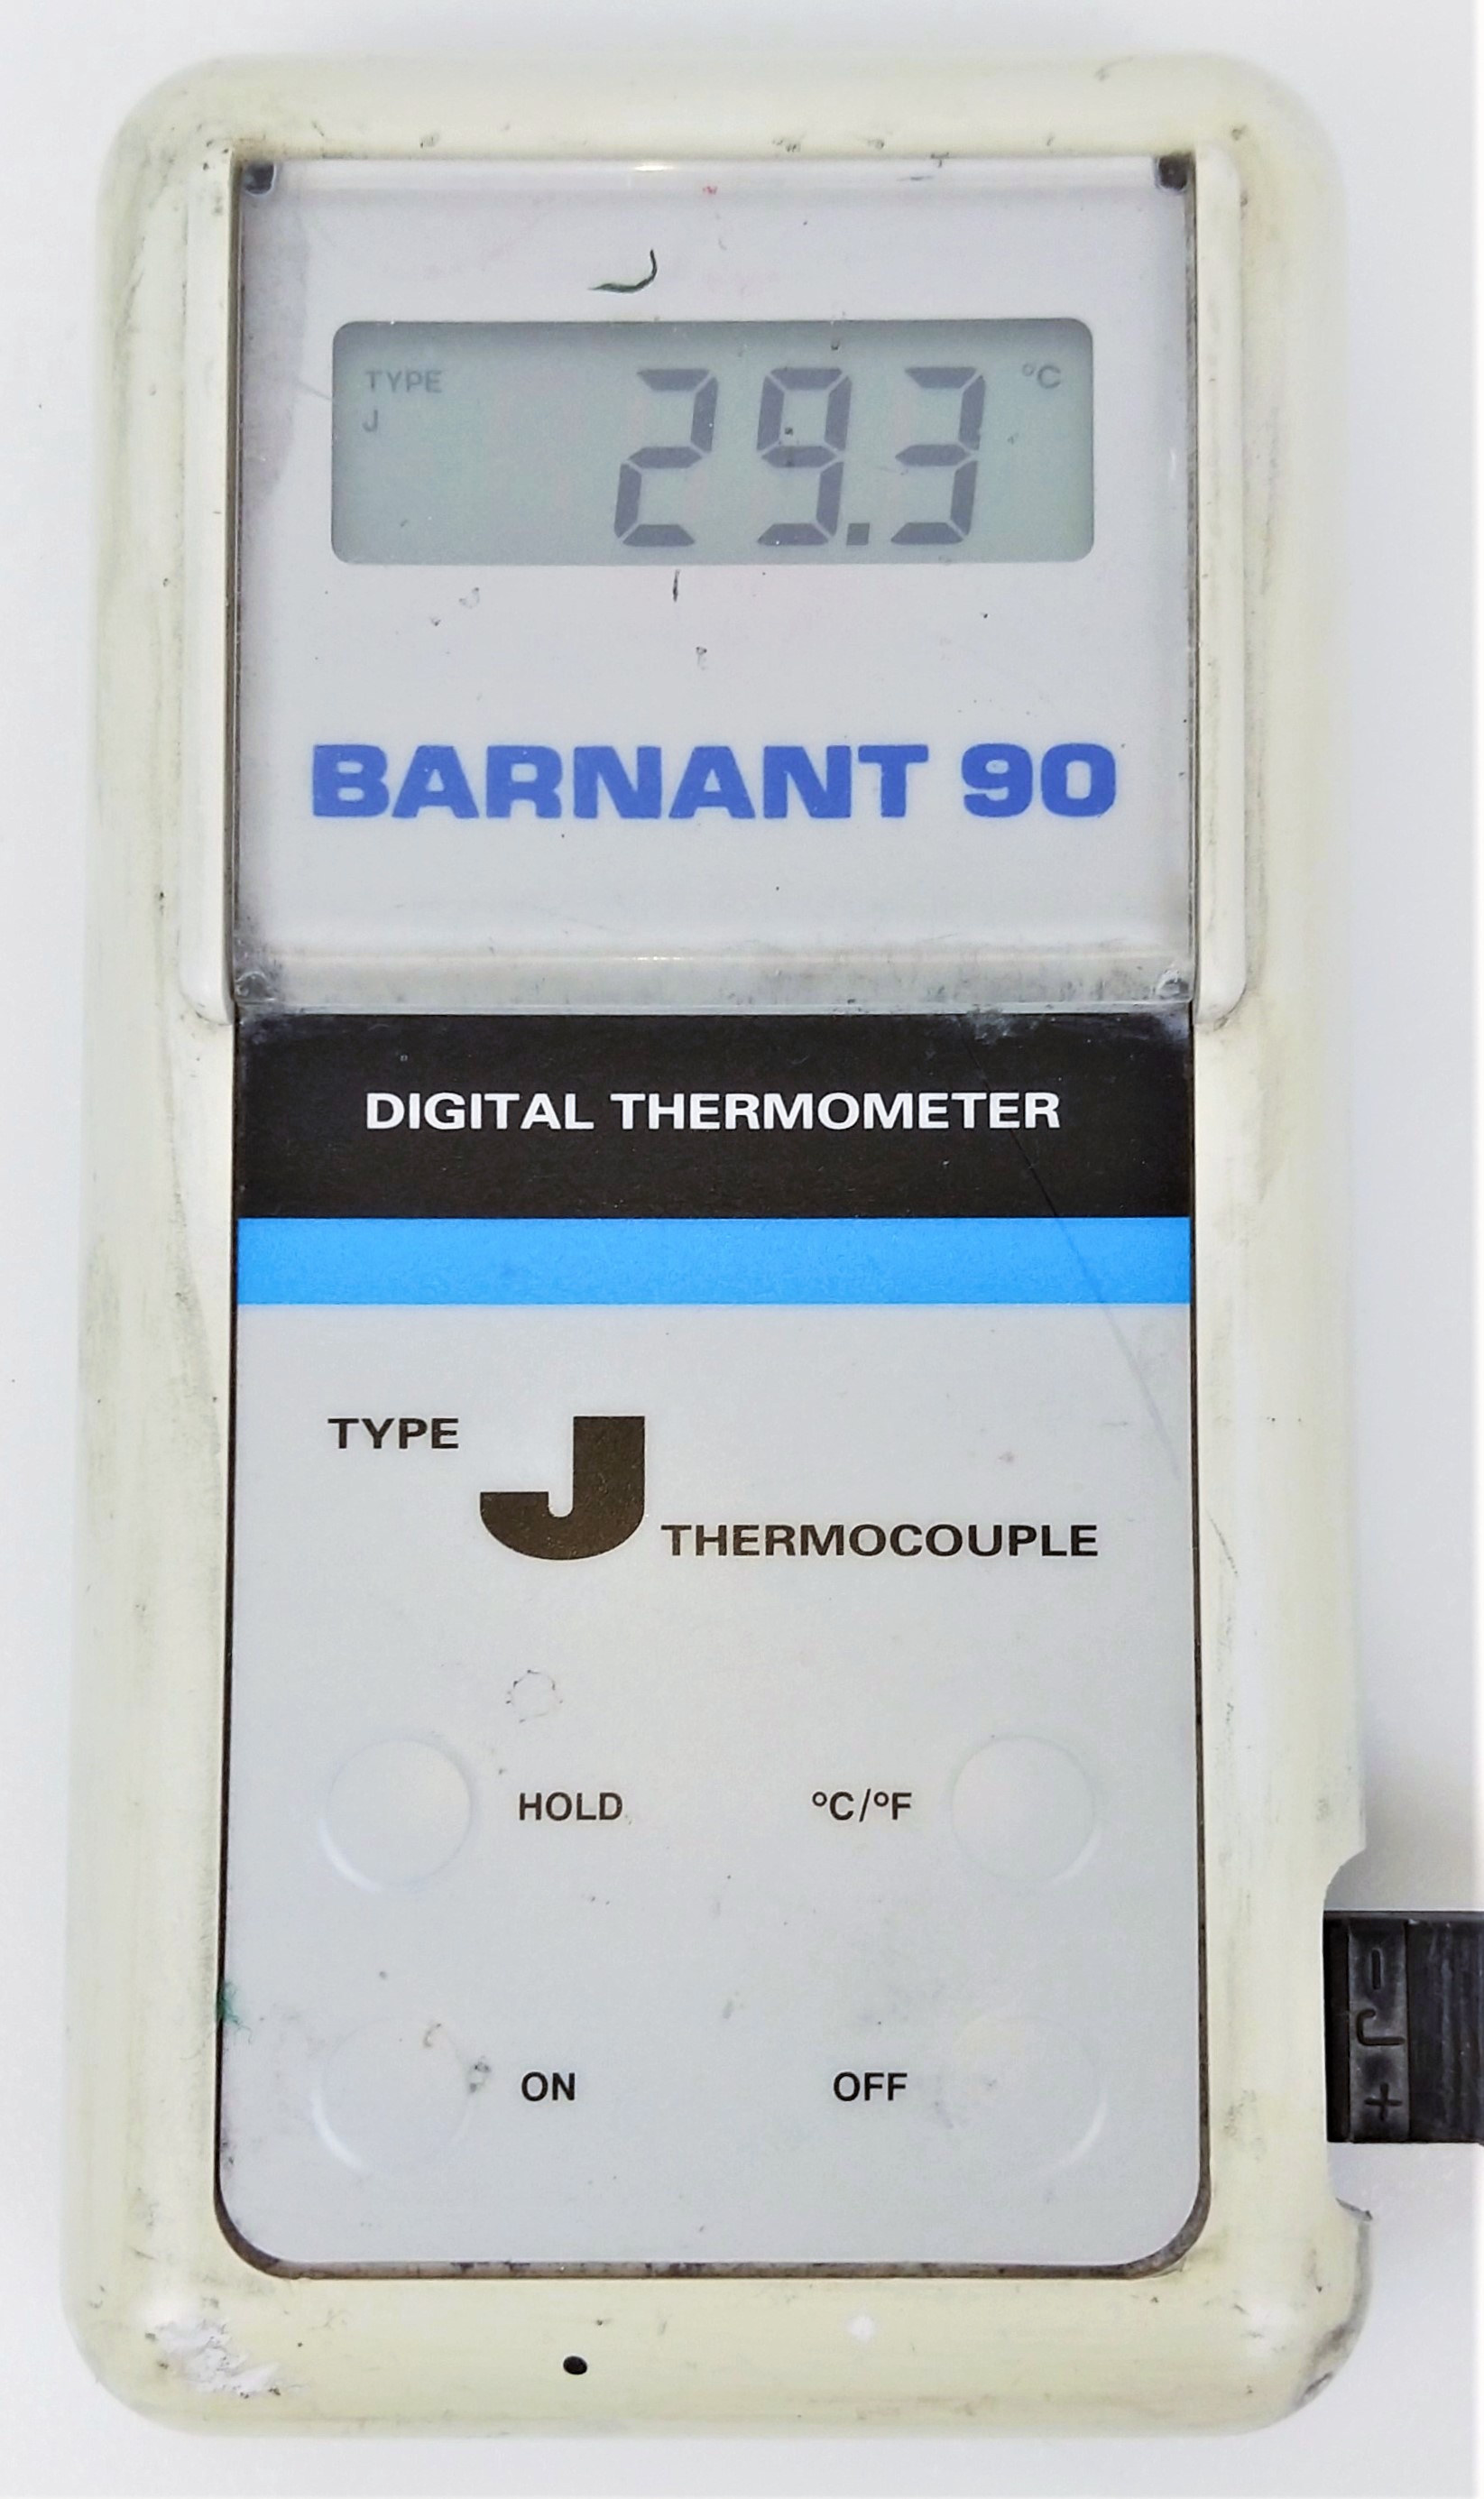 TYPE 29.3 °C
J
BARNANT 90
DIGITAL THERMOMETER
TYPE J THERMOCOUPLE
HOLD °C/°F
ON OFF
- J +